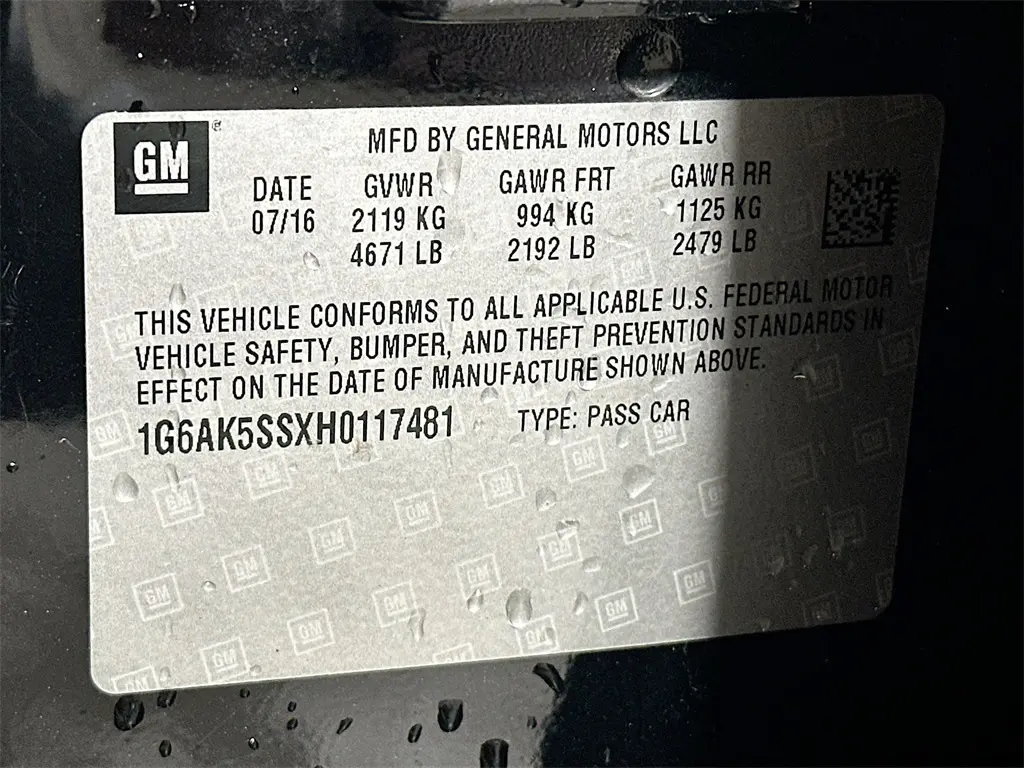 GM®
MFD BY GENERAL MOTORS LLC
DATE GVWR GAWR FRT GAWR RR
07/16 2119 KG 994 KG 1125 KG
4671 LB 2192 LB 2479 LB
THIS VEHICLE CONFORMS TO ALL APPLICABLE U.S. FEDERAL MOTOR
VEHICLE SAFETY, BUMPER, AND THEFT PREVENTION STANDARDS IN
EFFECT ON THE DATE OF MANUFACTURE SHOWN ABOVE.
1G6AK5SSXH0117481 TYPE: PASS CAR